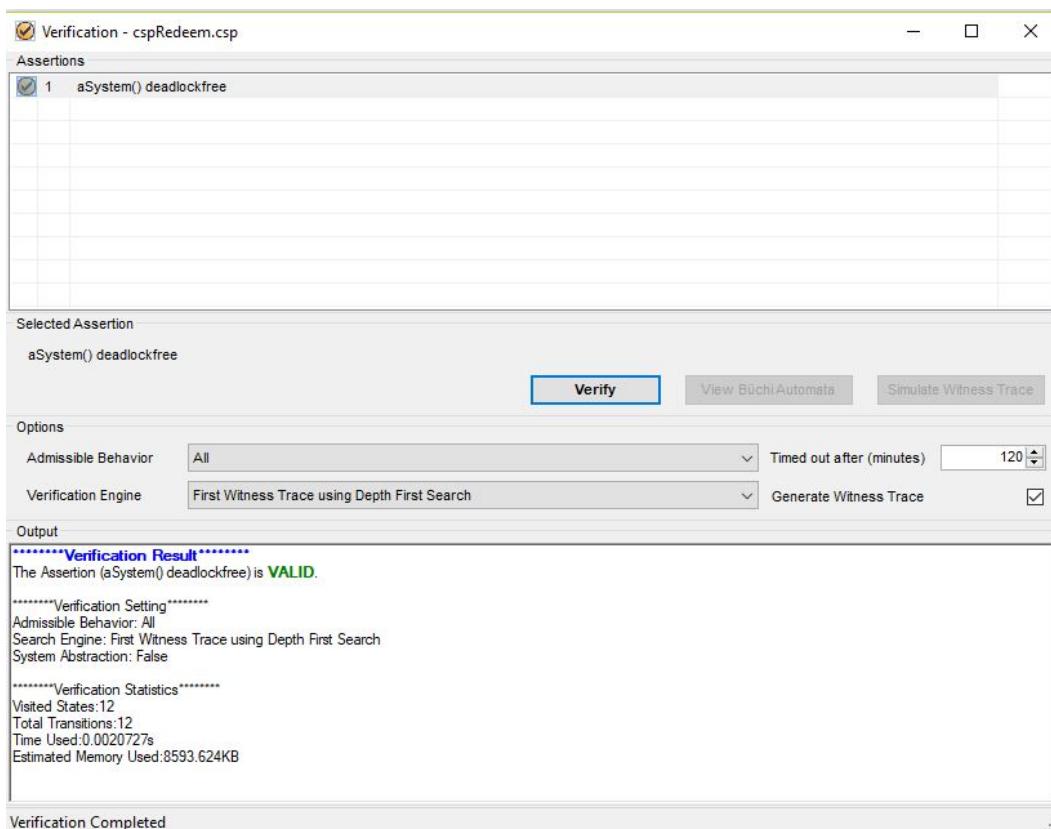 Verification - cspRedeem.csp
Assertions
1 aSystem() deadlockfree
Selected Assertion
aSystem() deadlockfree
Verify View Büchi Automata Simulate Witness Trace
Options
Admissible Behavior All Timed out after (minutes) 120
Verification Engine First Witness Trace using Depth First Search Generate Witness Trace
Output
********Verification Result********
The Assertion (aSystem() deadlockfree) is VALID.
********Verification Setting********
Admissible Behavior: All
Search Engine: First Witness Trace using Depth First Search
System Abstraction: False
********Verification Statistics********
Visited States:12
Total Transitions:12
Time Used:0.0020727s
Estimated Memory Used:8593.624KB
Verification Completed